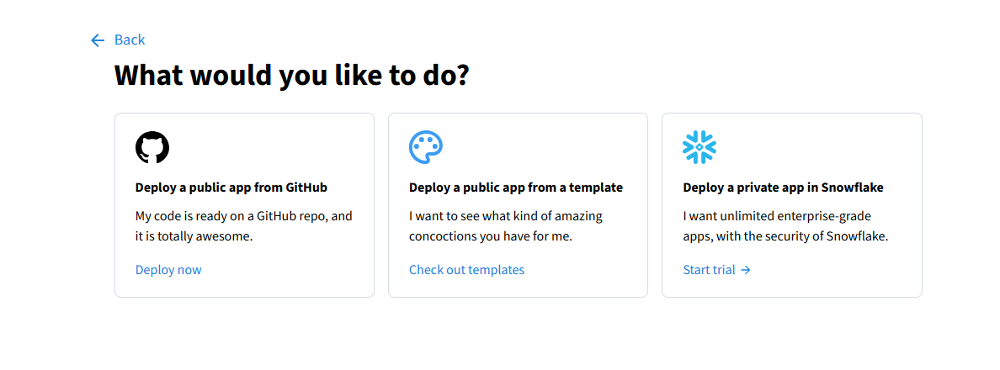 Back
What would you like to do?
Deploy a public app from GitHub
My code is ready on a GitHub repo, and
it is totally awesome.
Deploy now
Deploy a public app from a template
I want to see what kind of amazing
concoctions you have for me.
Check out templates
Deploy a private app in Snowflake
I want unlimited enterprise-grade
apps, with the security of Snowflake.
Start trial